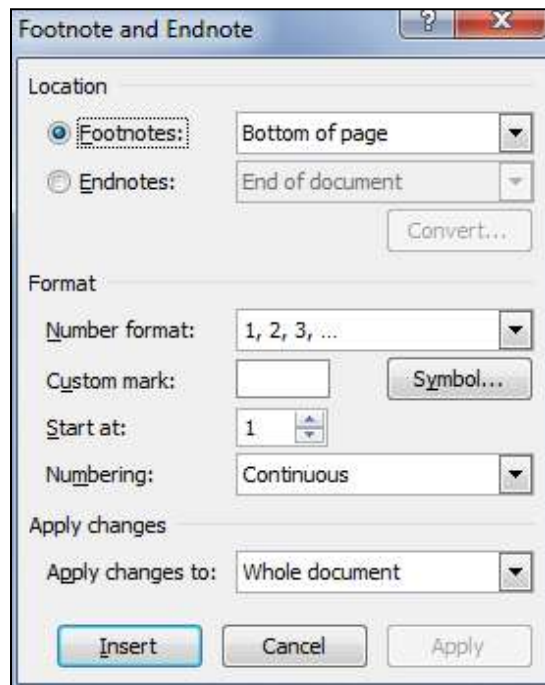 Footnote and Endnote ?
Location
Footnotes: Bottom of page
Endnotes: End of document
Convert...
Format
Number format: 1, 2, 3, ...
Custom mark: Symbol...
Start at: 1
Numbering: Continuous
Apply changes
Apply changes to: Whole document
Insert Cancel Apply